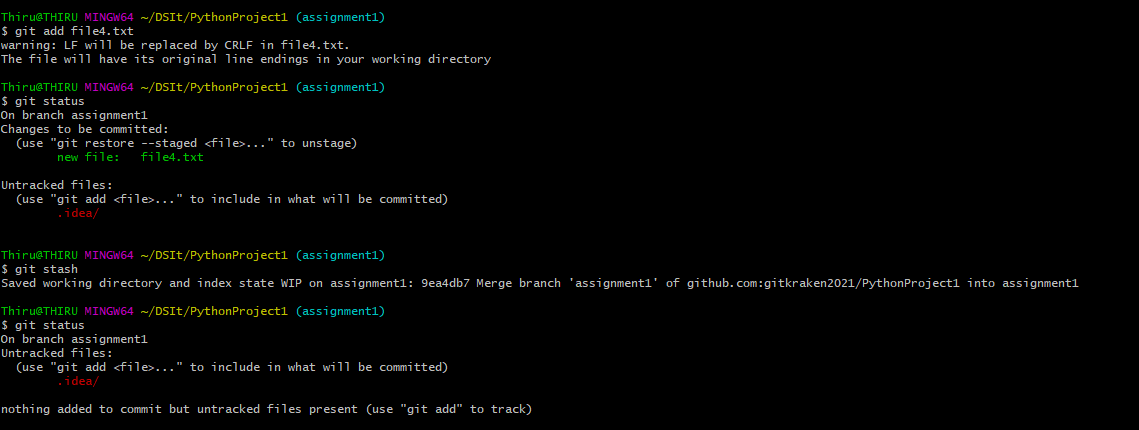 Thiru@THIRU MINGW64 ~/DSIt/PythonProject1 (assignment1)
$ git add file4.txt
warning: LF will be replaced by CRLF in file4.txt.
The file will have its original line endings in your working directory
Thiru@THIRU MINGW64 ~/DSIt/PythonProject1 (assignment1)
$ git status
On branch assignment1
Changes to be committed:
  (use "git restore --staged <file>..." to unstage)
        new file:   file4.txt
Untracked files:
  (use "git add <file>..." to include in what will be committed)
        .idea/
Thiru@THIRU MINGW64 ~/DSIt/PythonProject1 (assignment1)
$ git stash
Saved working directory and index state WIP on assignment1: 9ea4db7 Merge branch 'assignment1' of github.com:gitkraken2021/PythonProject1 into assignment1
Thiru@THIRU MINGW64 ~/DSIt/PythonProject1 (assignment1)
$ git status
On branch assignment1
Untracked files:
  (use "git add <file>..." to include in what will be committed)
        .idea/
nothing added to commit but untracked files present (use "git add" to track)